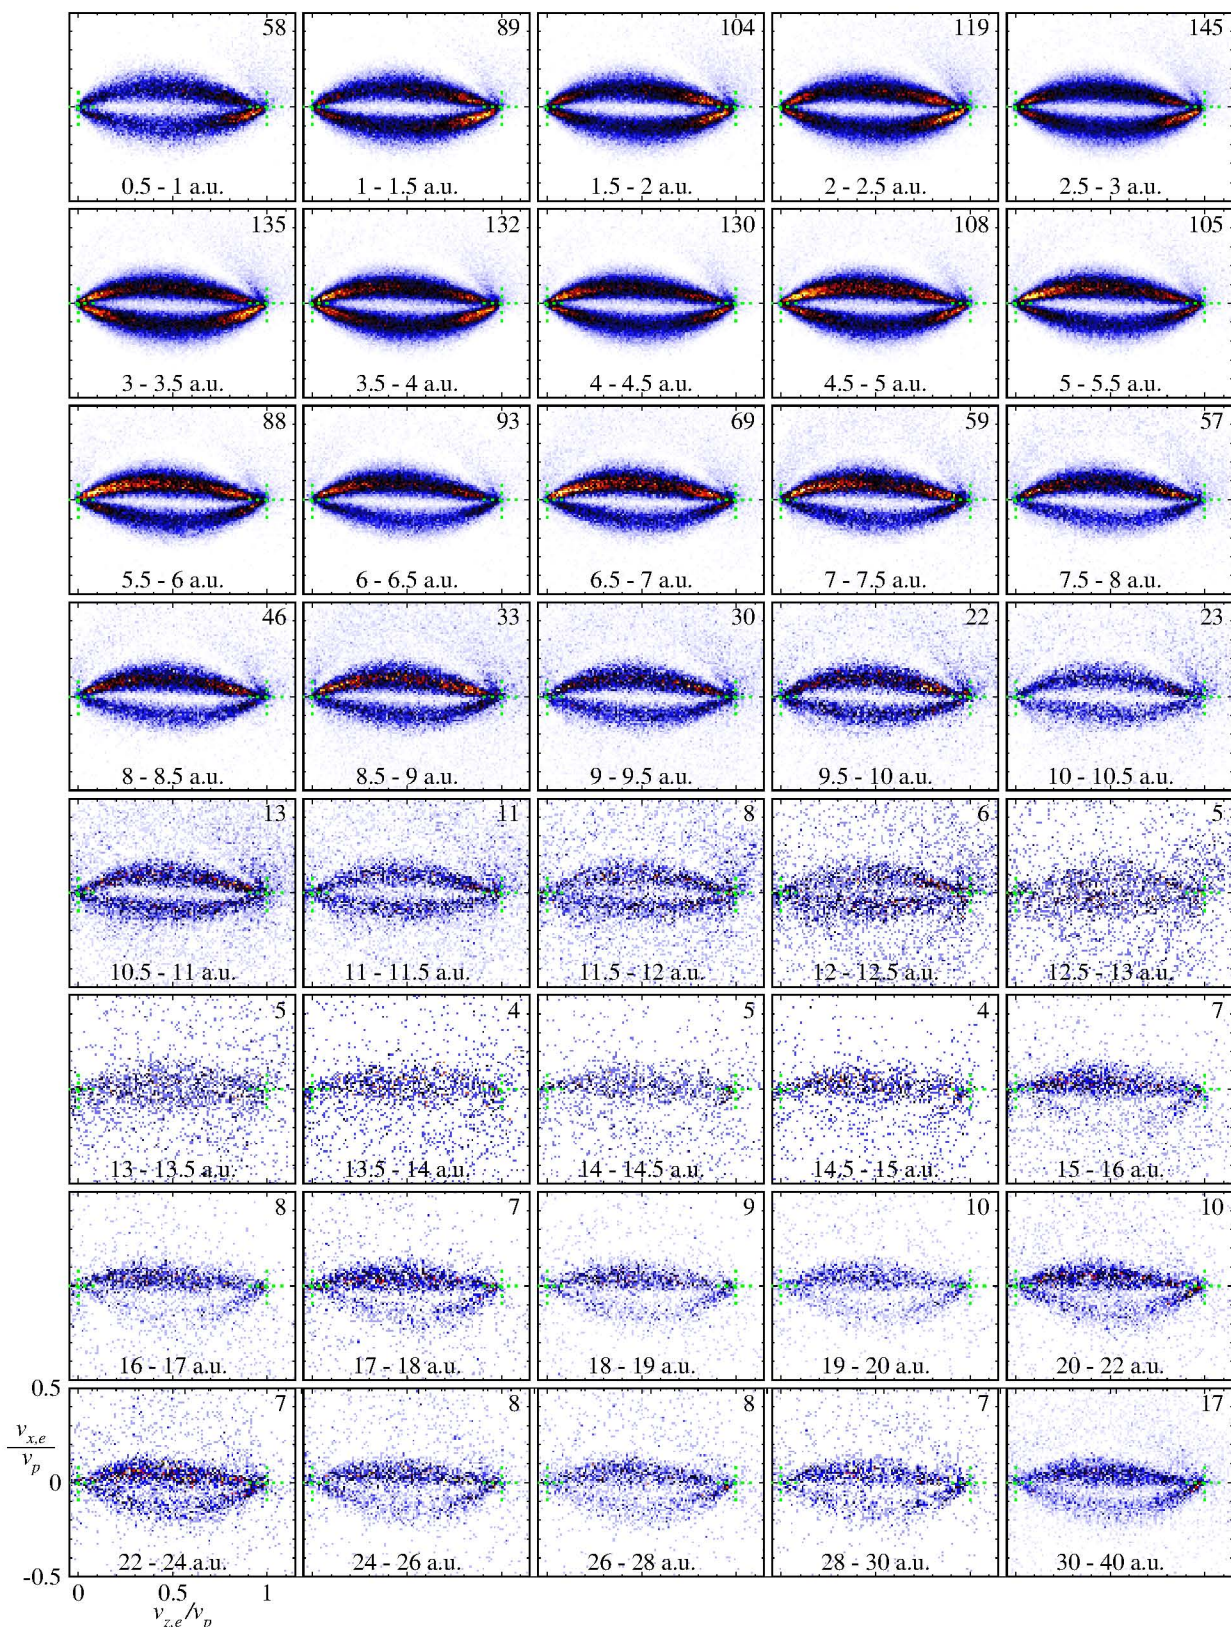 58 89 104 119 145
0.5 - 1 a.u. 1 - 1.5 a.u. 1.5 - 2 a.u. 2 - 2.5 a.u. 2.5 - 3 a.u.
135 132 130 108 105
3 - 3.5 a.u. 3.5 - 4 a.u. 4 - 4.5 a.u. 4.5 - 5 a.u. 5 - 5.5 a.u.
88 93 69 59 57
5.5 - 6 a.u. 6 - 6.5 a.u. 6.5 - 7 a.u. 7 - 7.5 a.u. 7.5 - 8 a.u.
46 33 30 22 23
8 - 8.5 a.u. 8.5 - 9 a.u. 9 - 9.5 a.u. 9.5 - 10 a.u. 10 - 10.5 a.u.
13 11 8 6 5
10.5 - 11 a.u. 11 - 11.5 a.u. 11.5 - 12 a.u. 12 - 12.5 a.u. 12.5 - 13 a.u.
5 4 5 4 7
13 - 13.5 a.u. 13.5 - 14 a.u. 14 - 14.5 a.u. 14.5 - 15 a.u. 15 - 16 a.u.
8 7 9 10 10
16 - 17 a.u. 17 - 18 a.u. 18 - 19 a.u. 19 - 20 a.u. 20 - 22 a.u.
0.5 7 8 8 7 17
v_{x,e}
v_p
0
22 - 24 a.u. 24 - 26 a.u. 26 - 28 a.u. 28 - 30 a.u. 30 - 40 a.u.
-0.5
0 0.5 1
v_{z,e}/v_p